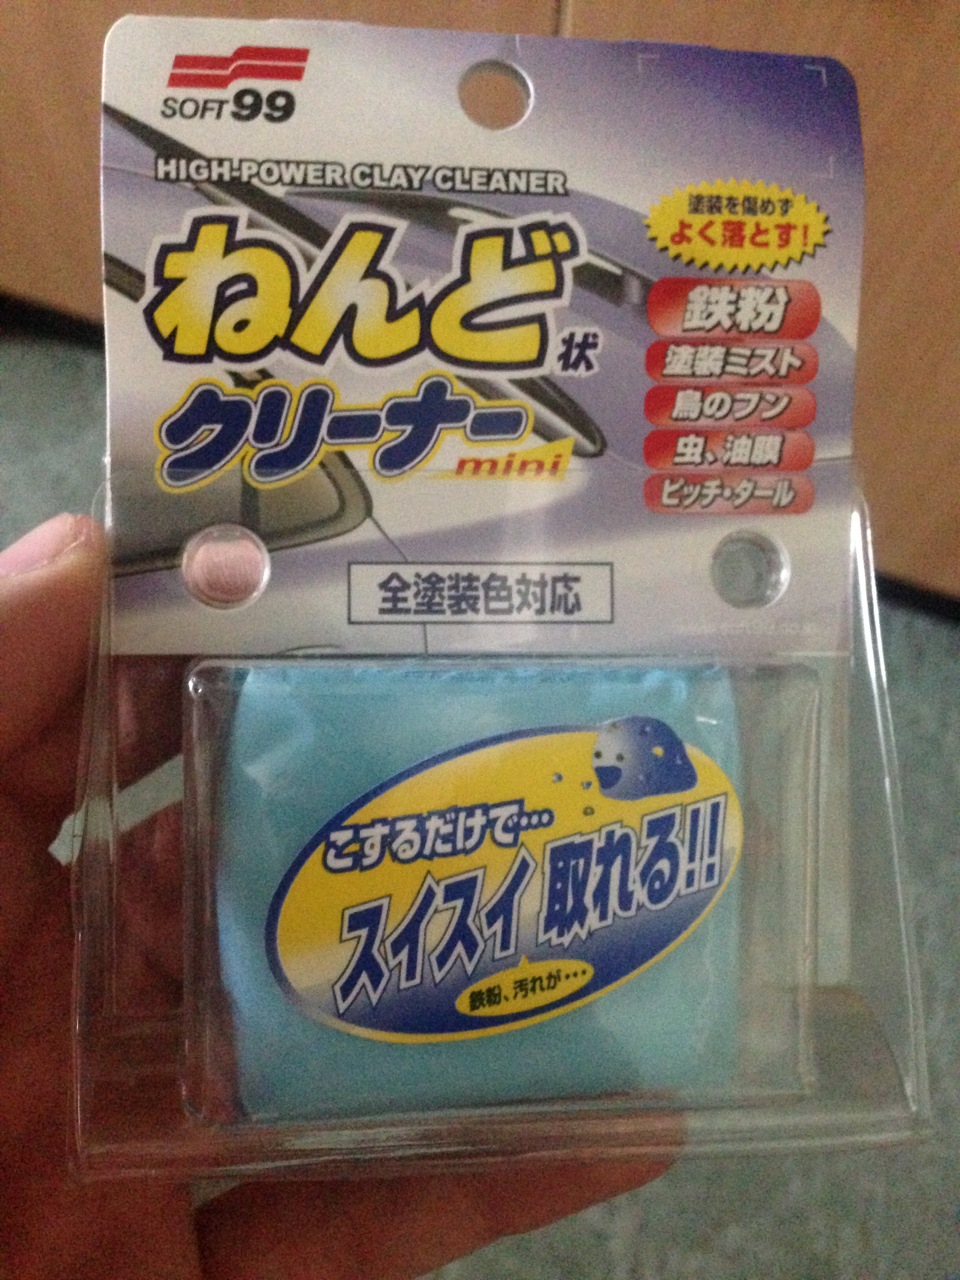 SOFT99
HIGH-POWER CLAY CLEANER
ねんど状
クリーナー mini
塗装を傷めず
よく落とす!
鉄粉
塗装ミスト
鳥のフン
虫、油膜
ピッチ・タール
全塗装色対応
こするだけで…
スイスイ取れる!!
鉄粉、汚れが…